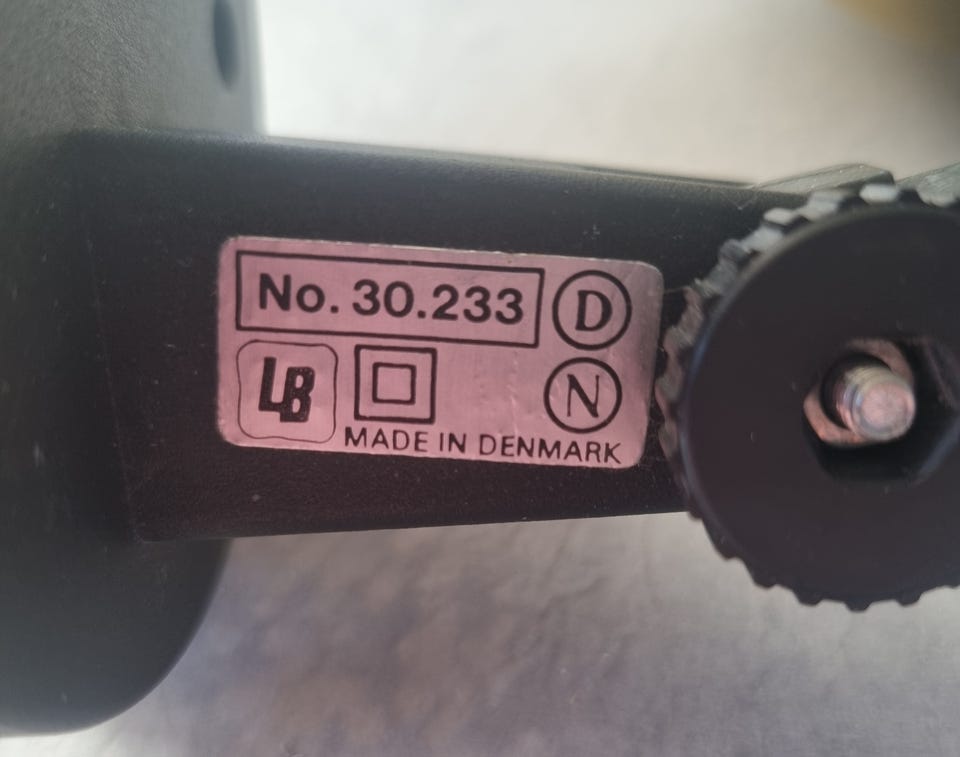 No. 30.233 D
LB N
MADE IN DENMARK